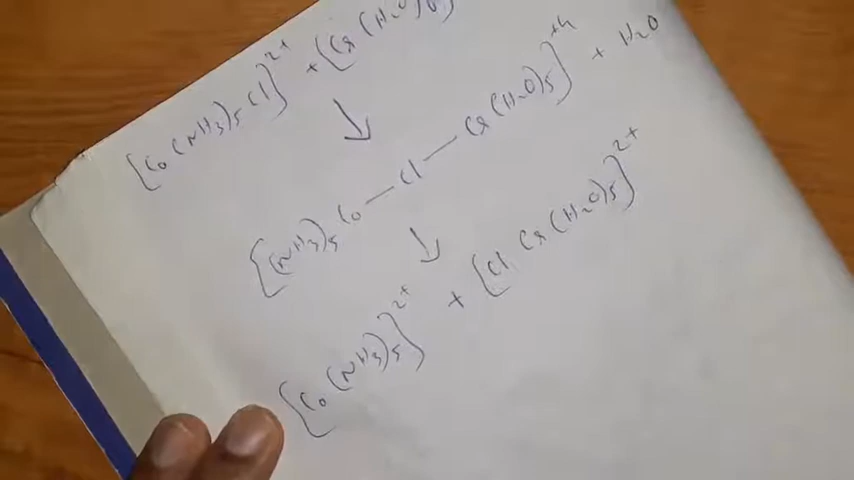 [Co(NH3)5Cl]2+ + [Cr(H2O)6]
↓
[(NH3)5Co — Cl — Cr(H2O)5]+4 + H2O
↓
[Co(NH3)5]2+ + [Cl Cr(H2O)5]2+